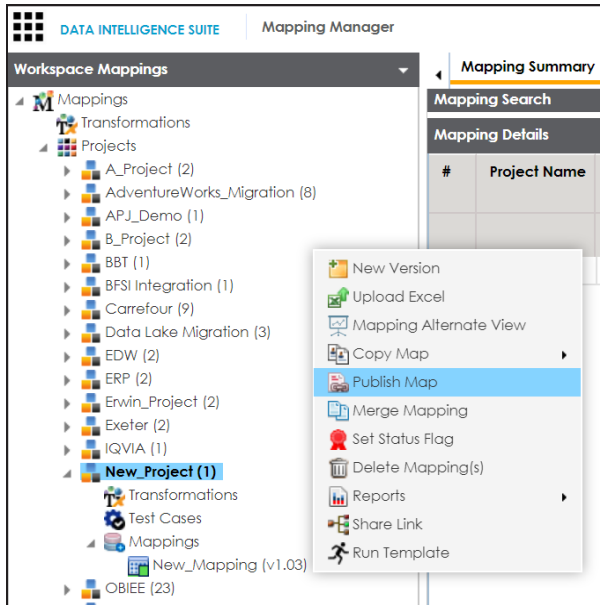 DATA INTELLIGENCE SUITE Mapping Manager
Workspace Mappings
Mapping Summary
Mappings
Mapping Search
Transformations
Projects
Mapping Details
A_Project (2)
# Project Name
AdventureWorks_Migration (8)
APJ_Demo (1)
B_Project (2)
BBT (1)
BFSI Integration (1)
Carrefour (9)
Data Lake Migration (3)
EDW (2)
ERP (2)
Erwin_Project (2)
Exeter (2)
IQVIA (1)
New_Project (1)
Transformations
Test Cases
Mappings
New_Mapping (v1.03)
OBIEE (23)
New Version
Upload Excel
Mapping Alternate View
Copy Map
Publish Map
Merge Mapping
Set Status Flag
Delete Mapping(s)
Reports
Share Link
Run Template